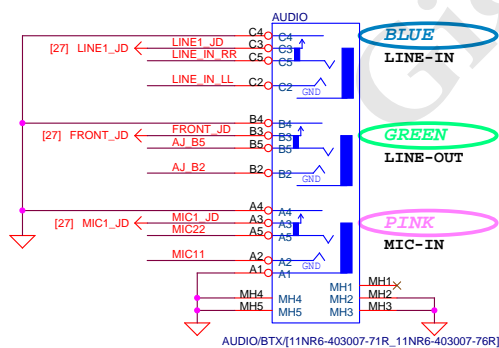 AUDIO
C4 C4 BLUE
[27] LINE1_JD LINE1_JD C3 C3
LINE_IN_RR C5 C5 LINE-IN
LINE_IN_LL C2 C2
GND
B4 B4
[27] FRONT_JD FRONT_JD B3 B3 GREEN
AJ_B5 B5 B5 LINE-OUT
AJ_B2 B2 B2
GND
A4 A4
[27] MIC1_JD MIC1_JD A3 A3 PINK
MIC22 A5 A5
MIC-IN
MIC11 A2 A2
GND
A1 A1
MH1 MH1
MH4 MH4 MH2 MH2
MH5 MH5 MH3 MH3
AUDIO/BTX/[11NR6-403007-71R_11NR6-403007-76R]